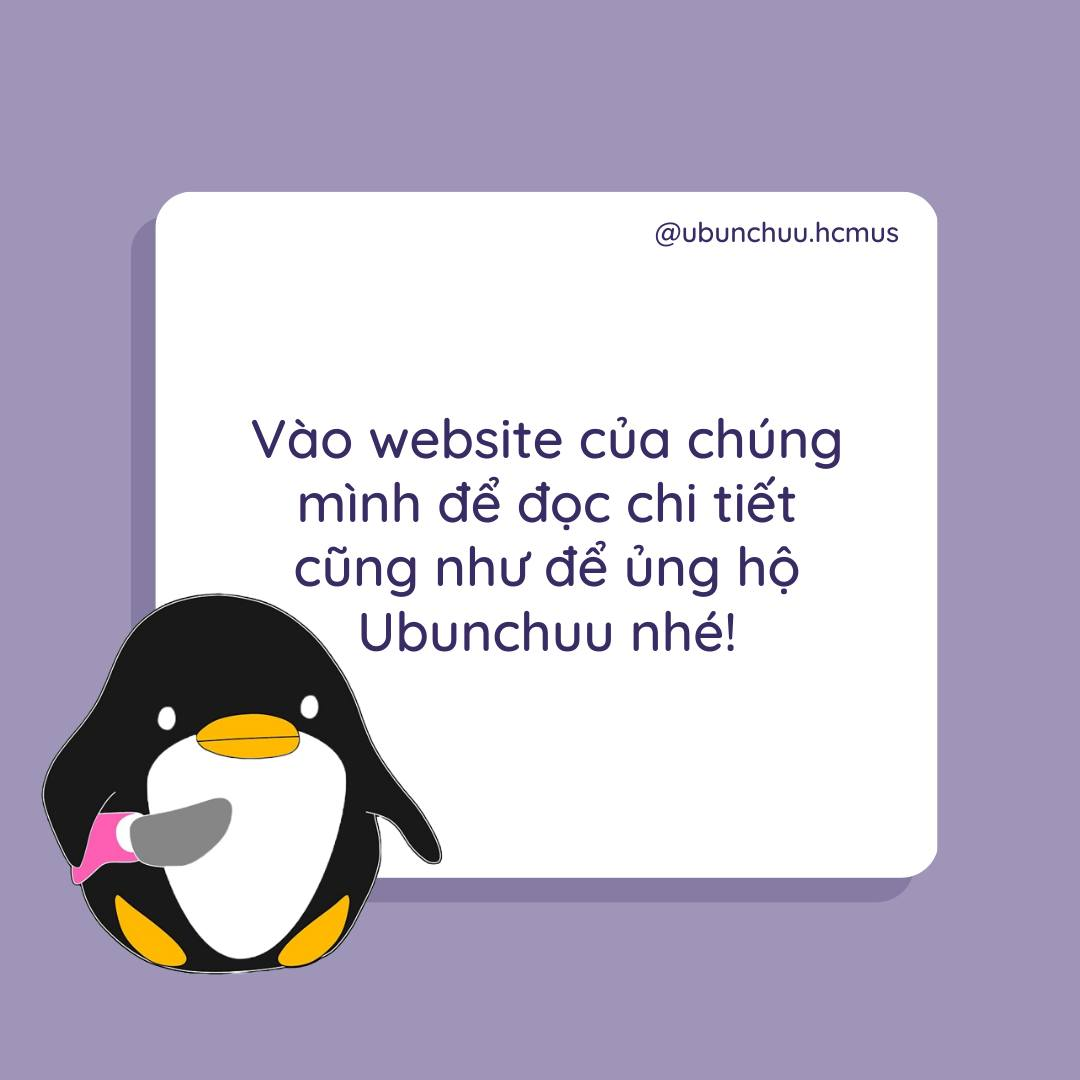 @ubunchuu.hcmus
Vào website của chúng
mình để đọc chi tiết
cũng như để ủng hộ
Ubunchuu nhé!